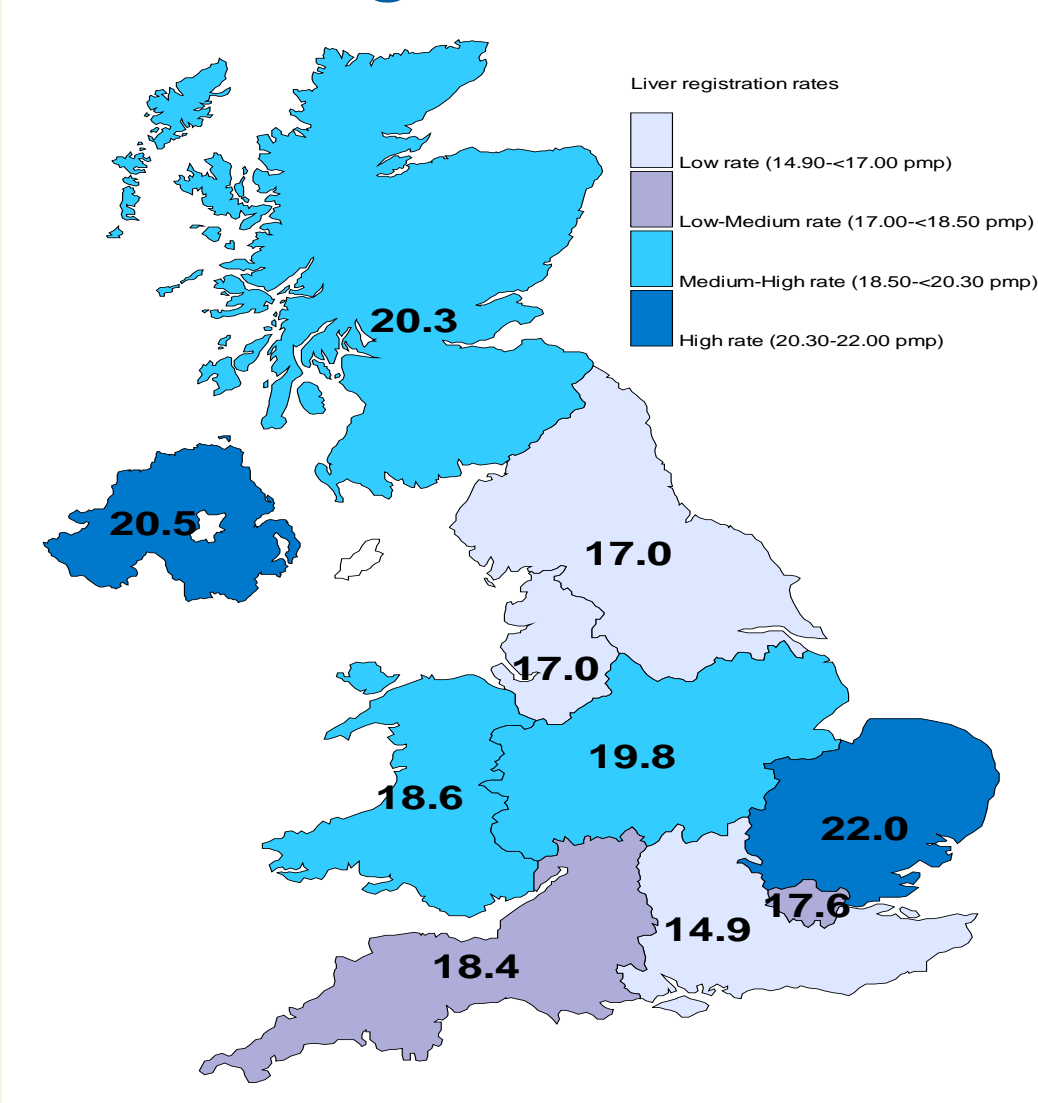 Liver registration rates
Low rate (14.90-<17.00 pmp)
Low-Medium rate (17.00-<18.50 pmp)
Medium-High rate (18.50-<20.30 pmp)
High rate (20.30-22.00 pmp)
20.3
20.5
17.0
17.0
19.8
18.6
22.0
17.6
14.9
18.4